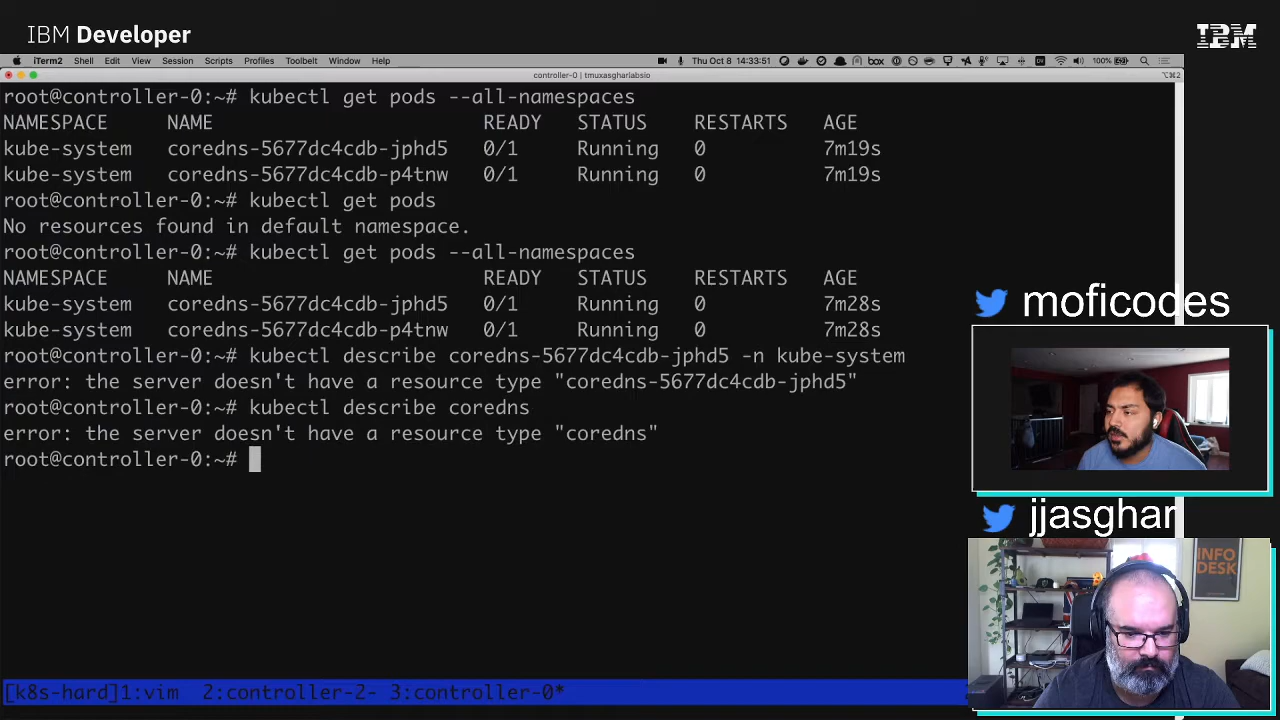 IBM Developer
IBM
iTerm2 Shell Edit View Session Scripts Profiles Toolbelt Window Help
box Thu Oct 8 14:33:51 100%
controller-0 | tmuxasgharlabsio
⌥⌘2
root@controller-0:~# kubectl get pods --all-namespaces
NAMESPACE NAME READY STATUS RESTARTS AGE
kube-system coredns-5677dc4cdb-jphd5 0/1 Running 0 7m19s
kube-system coredns-5677dc4cdb-p4tnw 0/1 Running 0 7m19s
root@controller-0:~# kubectl get pods
No resources found in default namespace.
root@controller-0:~# kubectl get pods --all-namespaces
NAMESPACE NAME READY STATUS RESTARTS AGE
kube-system coredns-5677dc4cdb-jphd5 0/1 Running 0 7m28s
kube-system coredns-5677dc4cdb-p4tnw 0/1 Running 0 7m28s
root@controller-0:~# kubectl describe coredns-5677dc4cdb-jphd5 -n kube-system
error: the server doesn't have a resource type "coredns-5677dc4cdb-jphd5"
root@controller-0:~# kubectl describe coredns
error: the server doesn't have a resource type "coredns"
root@controller-0:~#
[k8s-hard]1:vim 2:controller-2- 3:controller-0*
moficodes
jjasghar
INFO
DESK